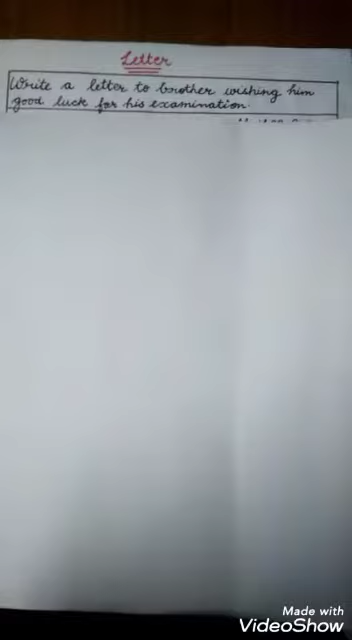 Letter
Write a letter to brother wishing him
good luck for his examination.
Made with
VideoShow